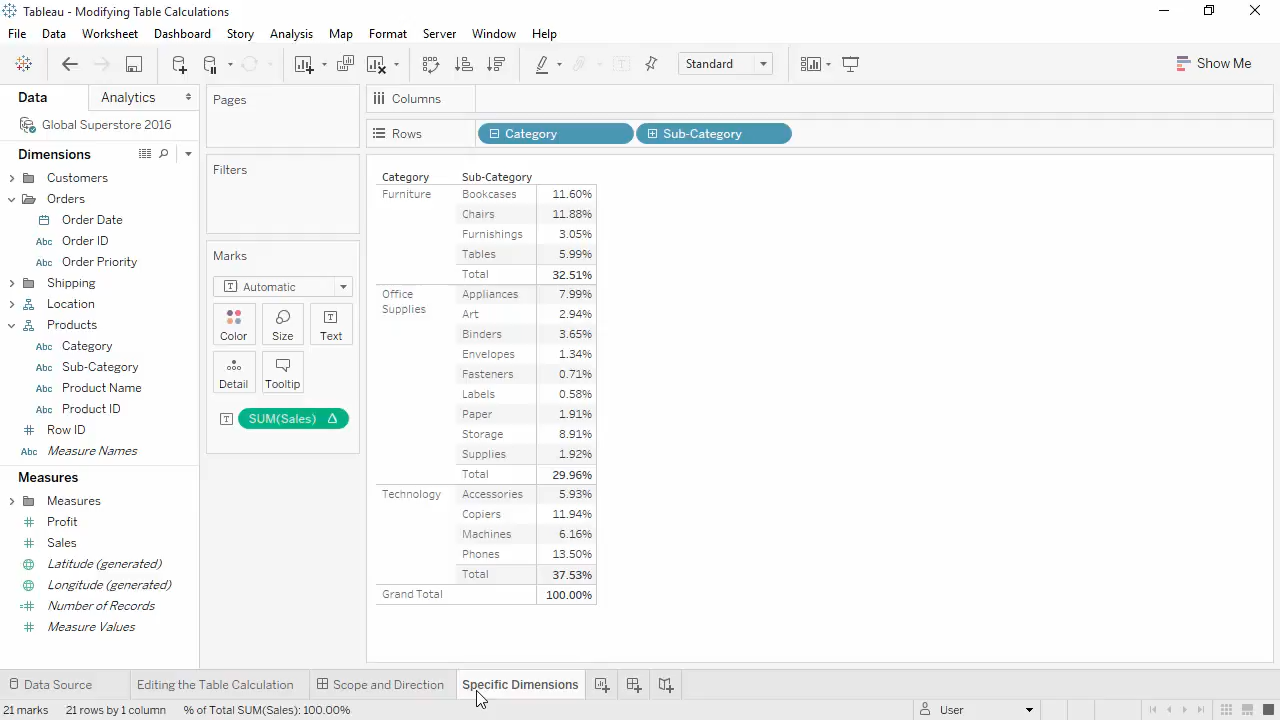 Tableau - Modifying Table Calculations
File Data Worksheet Dashboard Story Analysis Map Format Server Window Help
Standard
Show Me
Data
Analytics
Global Superstore 2016
Dimensions
Customers
Orders
Order Date
Abc Order ID
Abc Order Priority
Shipping
Location
Products
Abc Category
Abc Sub-Category
Abc Product Name
Abc Product ID
# Row ID
Abc Measure Names
Measures
Measures
# Profit
# Sales
Latitude (generated)
Longitude (generated)
=# Number of Records
# Measure Values
Pages
Filters
Marks
T Automatic
Color
Size
T Text
Detail
Tooltip
T SUM(Sales) Δ
iii Columns
Rows
Category
Sub-Category
Category Sub-Category
Furniture Bookcases 11.60%
Chairs 11.88%
Furnishings 3.05%
Tables 5.99%
Total 32.51%
Office Supplies Appliances 7.99%
Art 2.94%
Binders 3.65%
Envelopes 1.34%
Fasteners 0.71%
Labels 0.58%
Paper 1.91%
Storage 8.91%
Supplies 1.92%
Total 29.96%
Technology Accessories 5.93%
Copiers 11.94%
Machines 6.16%
Phones 13.50%
Total 37.53%
Grand Total 100.00%
Data Source
Editing the Table Calculation
Scope and Direction
Specific Dimensions
21 marks 21 rows by 1 column % of Total SUM(Sales): 100.00%
User